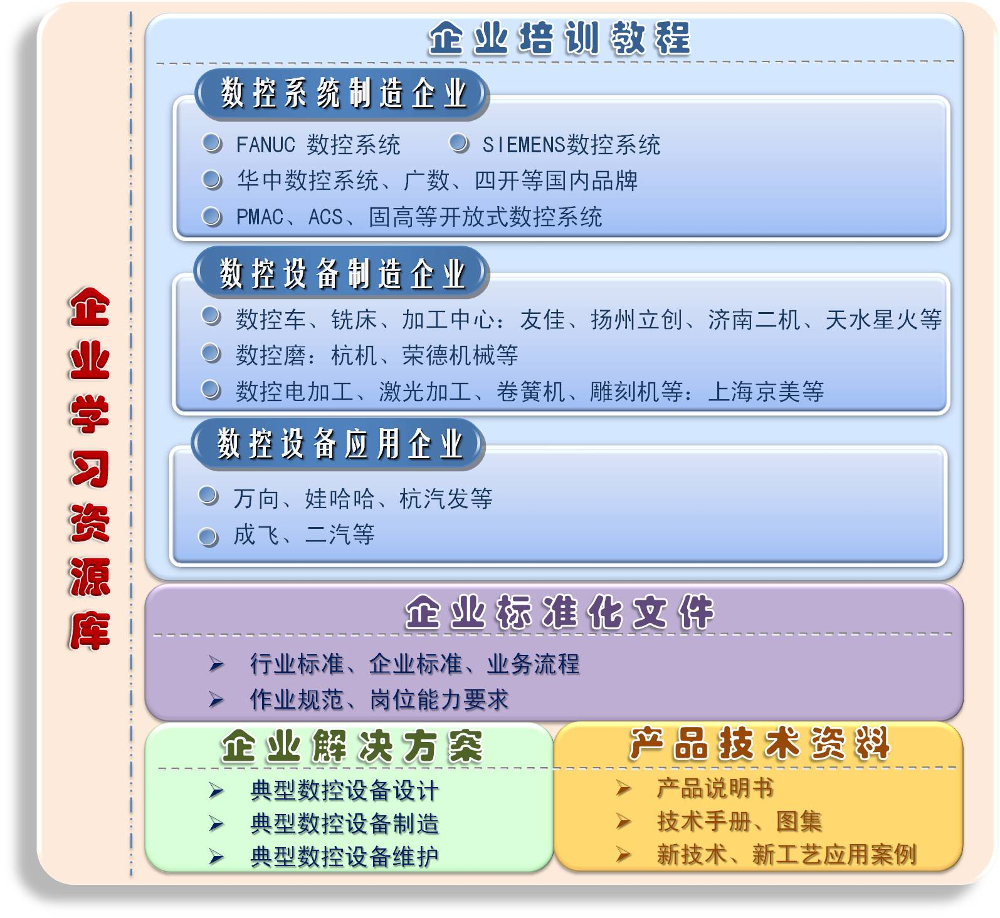 企业学习资源库
企业培训教程
数控系统制造企业
FANUC 数控系统 SIEMENS数控系统
华中数控系统、广数、四开等国内品牌
PMAC、ACS、固高等开放式数控系统
数控设备制造企业
数控车、铣床、加工中心：友佳、扬州立创、济南二机、天水星火等
数控磨：杭机、荣德机械等
数控电加工、激光加工、卷簧机、雕刻机等：上海京美等
数控设备应用企业
万向、娃哈哈、杭汽发等
成飞、二汽等
企业标准化文件
行业标准、企业标准、业务流程
作业规范、岗位能力要求
企业解决方案
典型数控设备设计
典型数控设备制造
典型数控设备维护
产品技术资料
产品说明书
技术手册、图集
新技术、新工艺应用案例